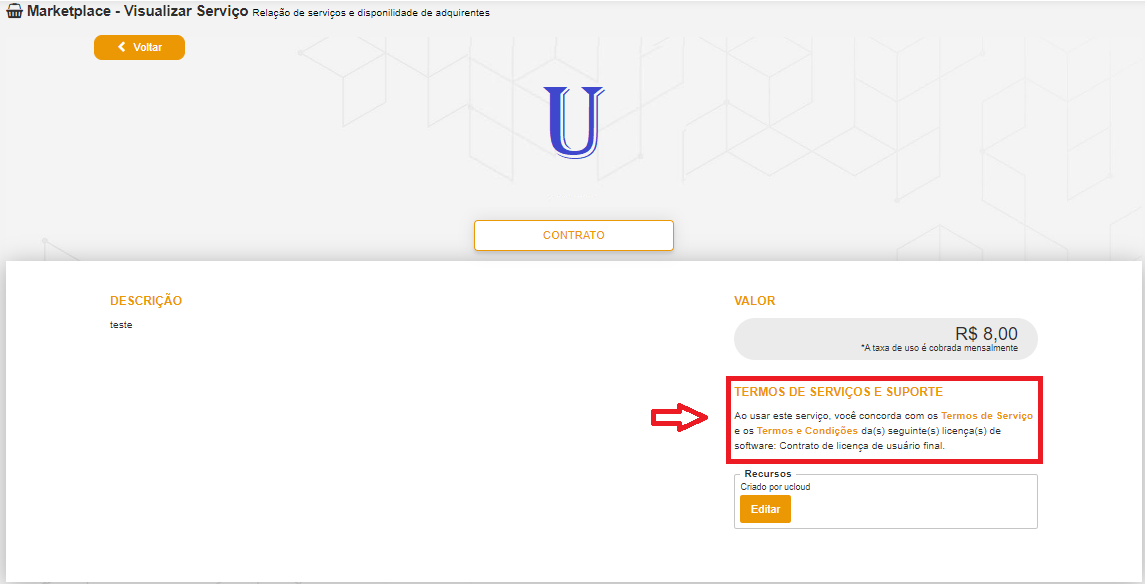 Marketplace - Visualizar Serviço Relação de serviços e disponilidade de adquirentes
Voltar
U
CONTRATO
DESCRIÇÃO
teste
VALOR
R$ 8,00
*A taxa de uso é cobrada mensalmente
TERMOS DE SERVIÇOS E SUPORTE
Ao usar este serviço, você concorda com os Termos de Serviço
e os Termos e Condições da(s) seguinte(s) licença(s) de
software: Contrato de licença de usuário final.
Recursos
Criado por ucloud
Editar